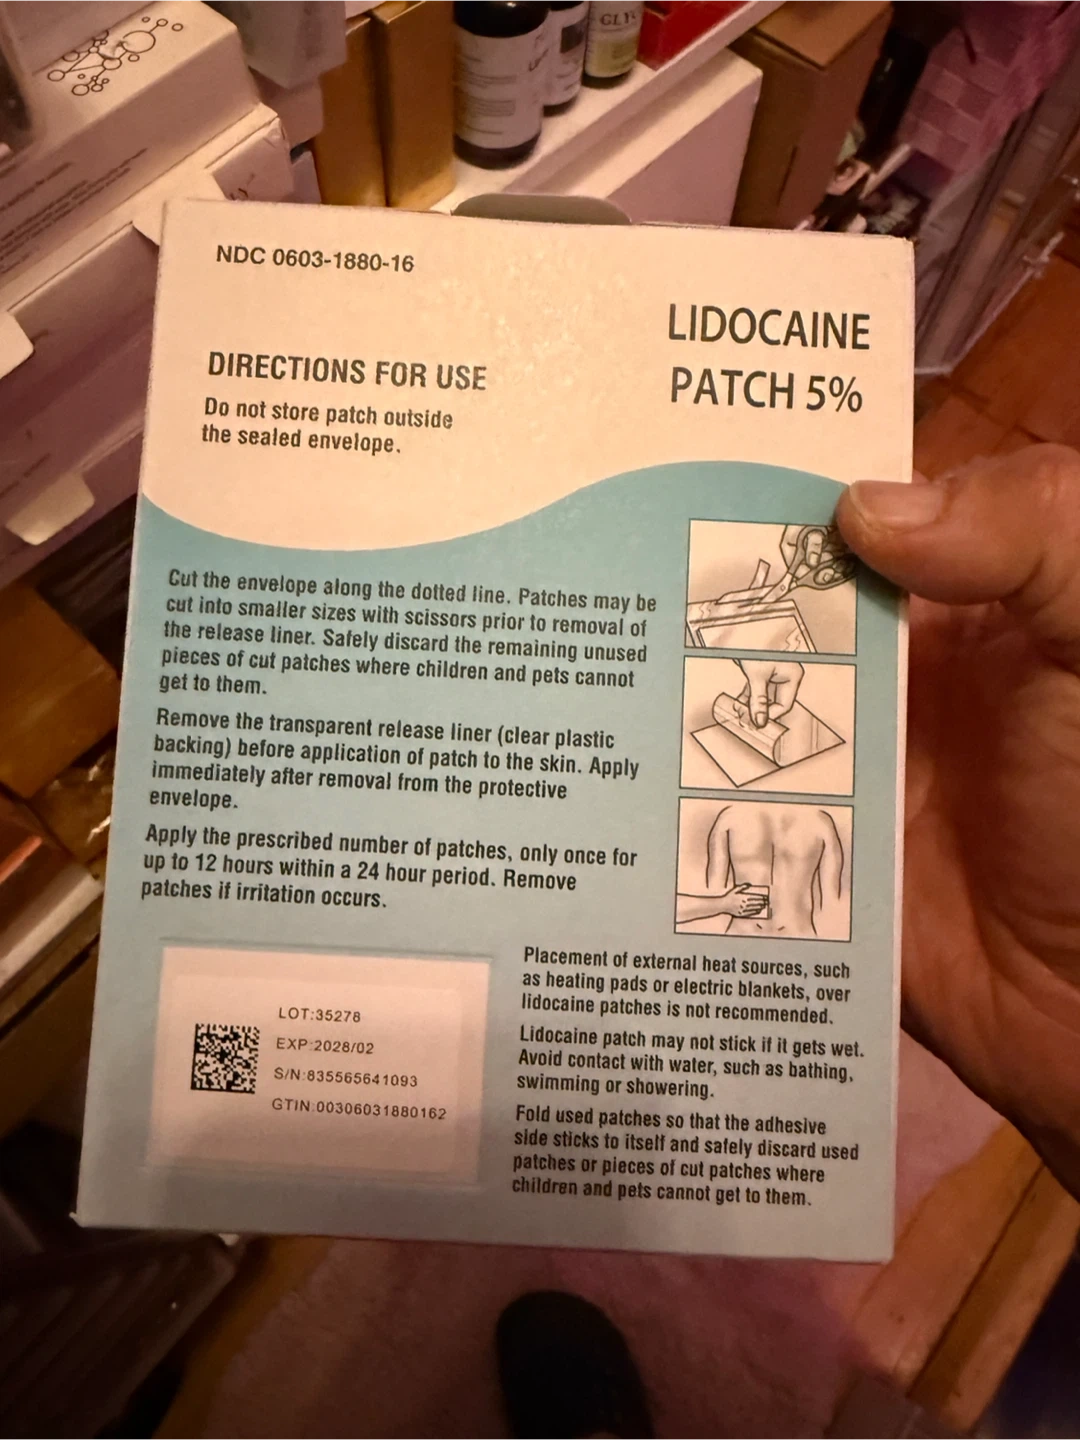 GLY
NDC 0603-1880-16
LIDOCAINE
PATCH 5%
DIRECTIONS FOR USE
Do not store patch outside
the sealed envelope.
Cut the envelope along the dotted line. Patches may be
cut into smaller sizes with scissors prior to removal of
the release liner. Safely discard the remaining unused
pieces of cut patches where children and pets cannot
get to them.
Remove the transparent release liner (clear plastic
backing) before application of patch to the skin. Apply
immediately after removal from the protective
envelope.
Apply the prescribed number of patches, only once for
up to 12 hours within a 24 hour period. Remove
patches if irritation occurs.
LOT:35278
EXP:2028/02
S/N:835565641093
GTIN:00306031880162
Placement of external heat sources, such
as heating pads or electric blankets, over
lidocaine patches is not recommended.
Lidocaine patch may not stick if it gets wet.
Avoid contact with water, such as bathing,
swimming or showering.
Fold used patches so that the adhesive
side sticks to itself and safely discard used
patches or pieces of cut patches where
children and pets cannot get to them.